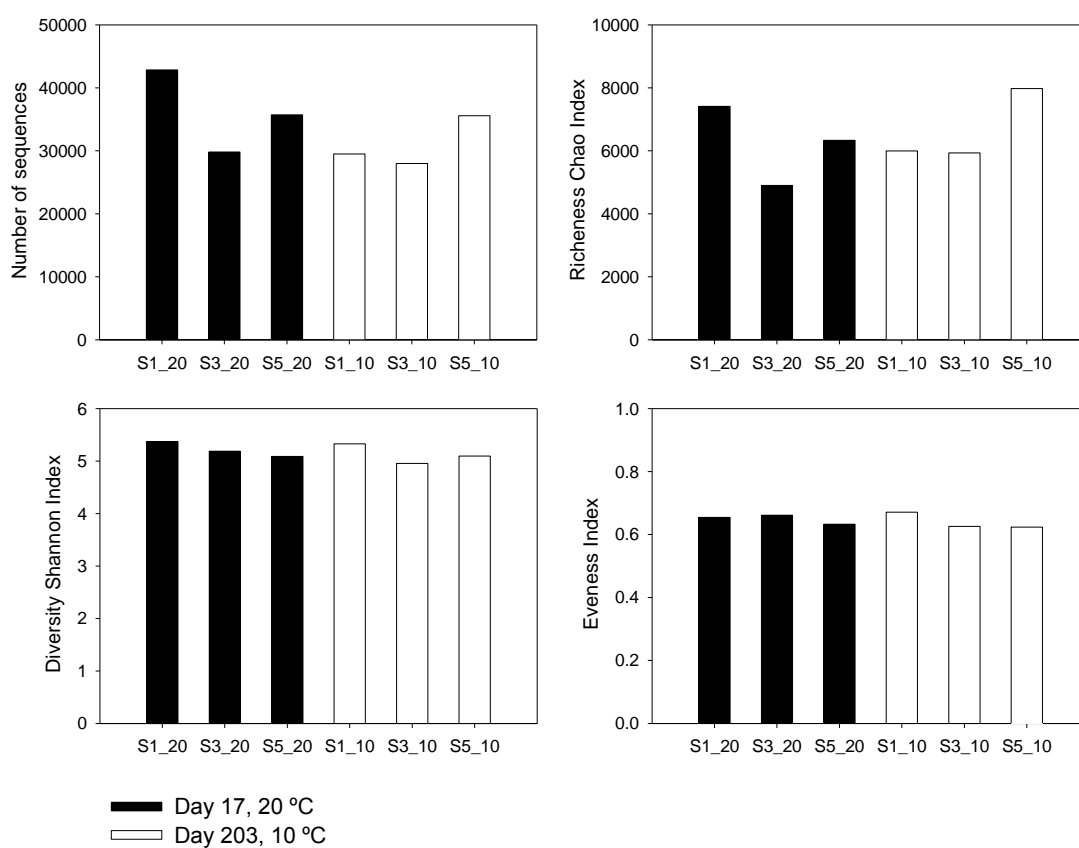 Number of sequences
50000
40000
30000
20000
10000
0
S1_20 S3_20 S5_20 S1_10 S3_10 S5_10
Richeness Chao Index
10000
8000
6000
4000
2000
0
S1_20 S3_20 S5_20 S1_10 S3_10 S5_10
Diversity Shannon Index
6
5
4
3
2
1
0
S1_20 S3_20 S5_20 S1_10 S3_10 S5_10
Eveness Index
1.0
0.8
0.6
0.4
0.2
0.0
S1_20 S3_20 S5_20 S1_10 S3_10 S5_10
Day 17, 20 ºC
Day 203, 10 ºC